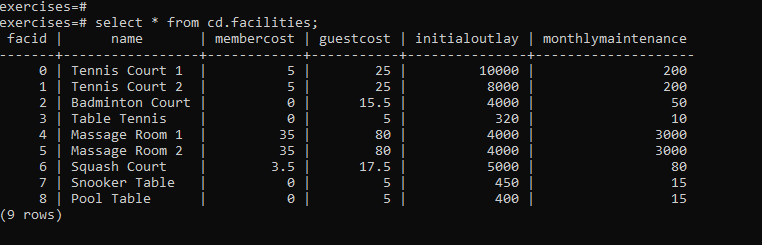 exercises=#
exercises=# select * from cd.facilities;
 facid |      name       | membercost | guestcost | initialoutlay | monthlymaintenance
-------+-----------------+------------+-----------+---------------+--------------------
     0 | Tennis Court 1  |          5 |        25 |         10000 |                200
     1 | Tennis Court 2  |          5 |        25 |          8000 |                200
     2 | Badminton Court |          0 |      15.5 |          4000 |                 50
     3 | Table Tennis    |          0 |         5 |           320 |                 10
     4 | Massage Room 1  |         35 |        80 |          4000 |               3000
     5 | Massage Room 2  |         35 |        80 |          4000 |               3000
     6 | Squash Court    |        3.5 |      17.5 |          5000 |                 80
     7 | Snooker Table   |          0 |         5 |           450 |                 15
     8 | Pool Table      |          0 |         5 |           400 |                 15
(9 rows)